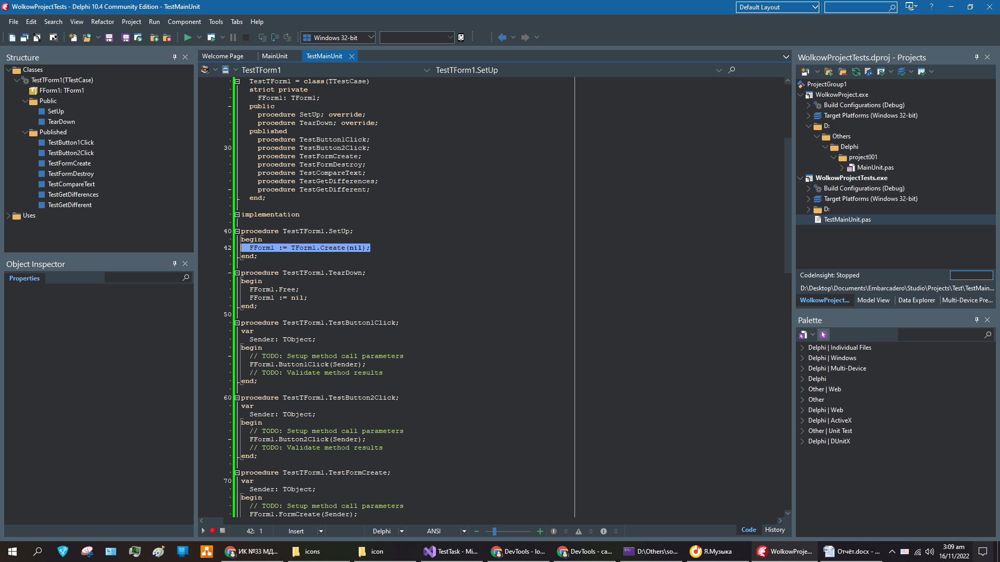 WolkowProjectTests - Delphi 10.4 Community Edition - TestMainUnit
Default Layout
File Edit Search View Refactor Project Run Component Tools Tabs Help
Windows 32-bit
Structure
Classes
TestTForm1(TTestCase)
FForm1: TForm1
Public
SetUp
TearDown
Published
TestButton1Click
TestButton2Click
TestFormCreate
TestFormDestroy
TestCompareText
TestGetDifferences
TestGetDifferent
Uses
Object Inspector
Properties
Welcome Page MainUnit TestMainUnit
TestTForm1 TestTForm1.SetUp
TestTForm1 = class(TTestCase)
strict private
FForm1: TForm1;
public
procedure SetUp; override;
procedure TearDown; override;
published
procedure TestButton1Click;
30 procedure TestButton2Click;
procedure TestFormCreate;
procedure TestFormDestroy;
procedure TestCompareText;
procedure TestGetDifferences;
procedure TestGetDifferent;
end;
implementation
40 procedure TestTForm1.SetUp;
begin
42 FForm1 := TForm1.Create(nil);
end;
procedure TestTForm1.TearDown;
begin
FForm1.Free;
FForm1 := nil;
end;
50
procedure TestTForm1.TestButton1Click;
var
Sender: TObject;
begin
// TODO: Setup method call parameters
FForm1.Button1Click(Sender);
// TODO: Validate method results
end;
60 procedure TestTForm1.TestButton2Click;
var
Sender: TObject;
begin
// TODO: Setup method call parameters
FForm1.Button2Click(Sender);
// TODO: Validate method results
end;
procedure TestTForm1.TestFormCreate;
70 var
Sender: TObject;
begin
// TODO: Setup method call parameters
FForm1.FormCreate(Sender);
42: 1 Insert Delphi ANSI 0 0 0 Code History
WolkowProjectTests.dproj - Projects
ProjectGroup1
WolkowProject.exe
Build Configurations (Debug)
Target Platforms (Windows 32-bit)
D:
Others
Delphi
project001
MainUnit.pas
WolkowProjectTests.exe
Build Configurations (Debug)
Target Platforms (Windows 32-bit)
D:
TestMainUnit.pas
CodeInsight: Stopped
D:\Desktop\Documents\Embarcadero\Studio\Projects\Test\TestMain...
WolkowProject... Model View Data Explorer Multi-Device Pre...
Palette
Delphi | Individual Files
Delphi | Windows
Delphi | Multi-Device
Delphi
Other | Web
Other
Delphi | Web
Delphi | ActiveX
Other | Unit Test
Delphi | DUnitX
ИК №33 МД... icons icon TestTask - Mi... DevTools - lo... DevTools - ca... D:\Others\so... Я.Музыка WolkowProje... Отчёт.docx - ... 3:09 am
16/11/2022